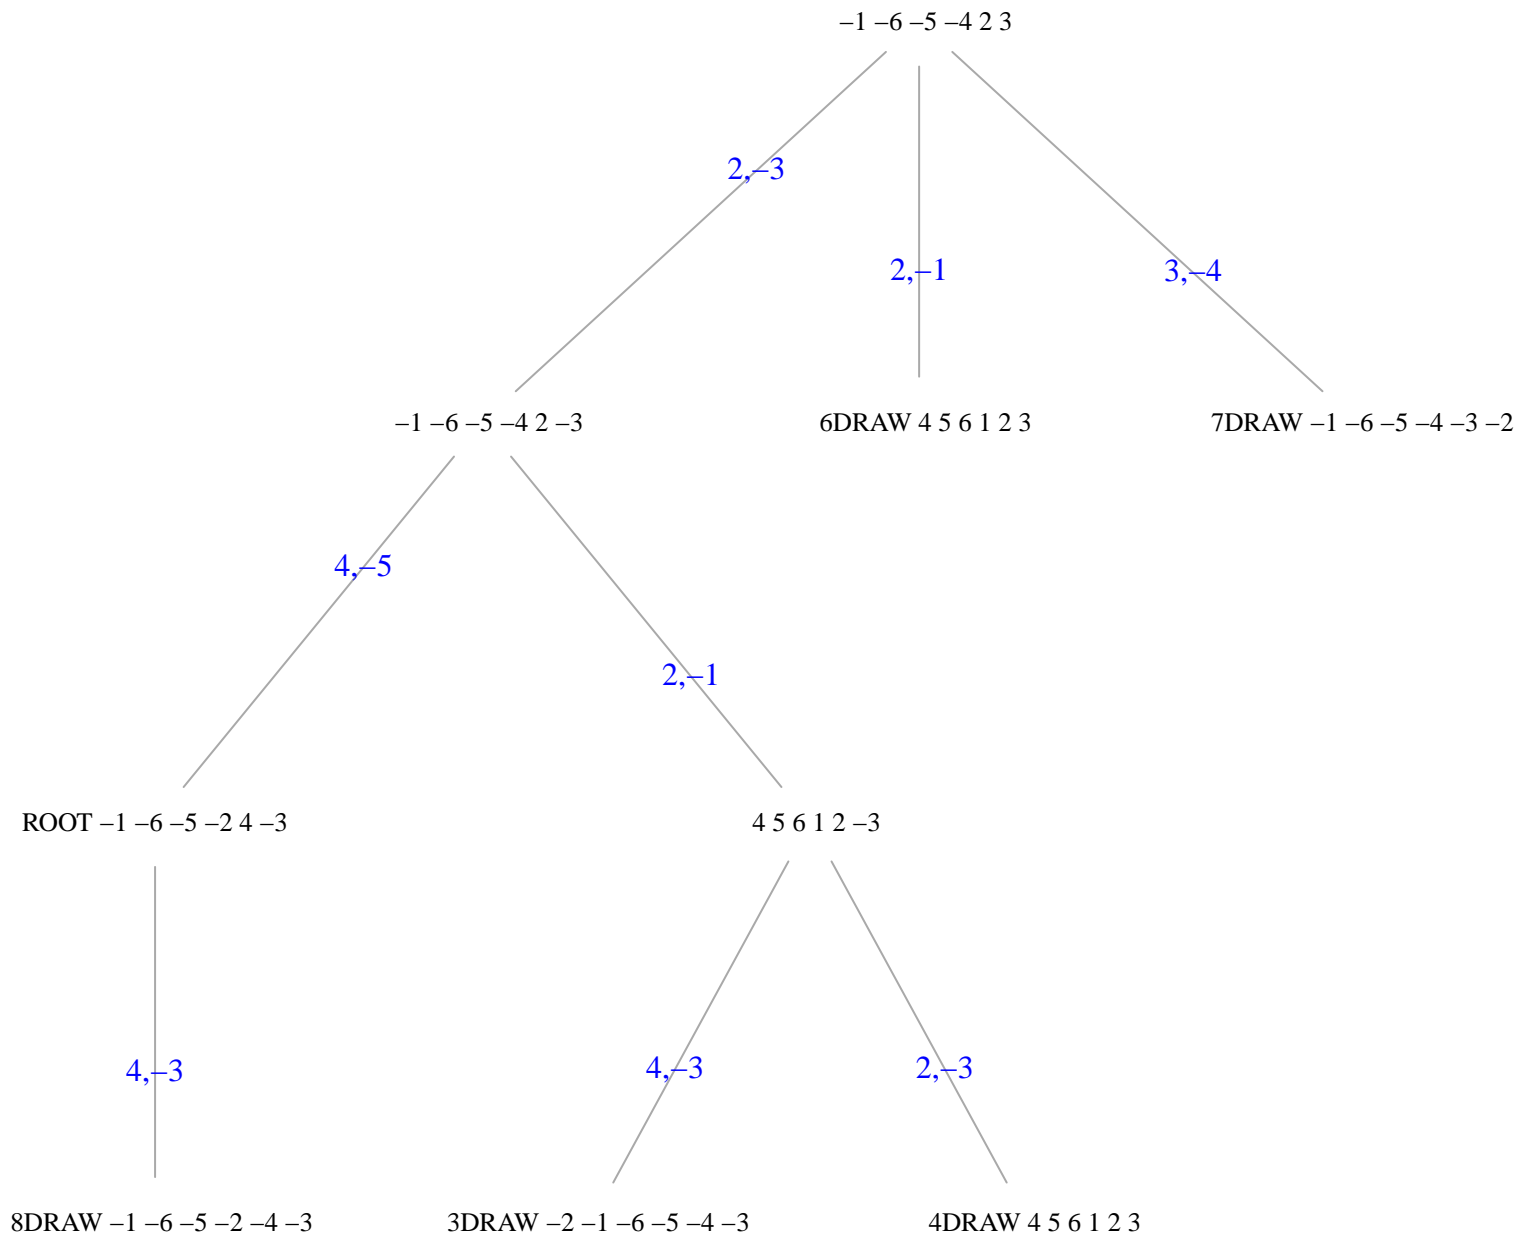 –1 –6 –5 –4 2 3
2,–3
2,–1
3,–4
–1 –6 –5 –4 2 –3
6DRAW 4 5 6 1 2 3
7DRAW –1 –6 –5 –4 –3 –2
4,–5
2,–1
ROOT –1 –6 –5 –2 4 –3
4 5 6 1 2 –3
4,–3
4,–3
2,–3
8DRAW –1 –6 –5 –2 –4 –3
3DRAW –2 –1 –6 –5 –4 –3
4DRAW 4 5 6 1 2 3